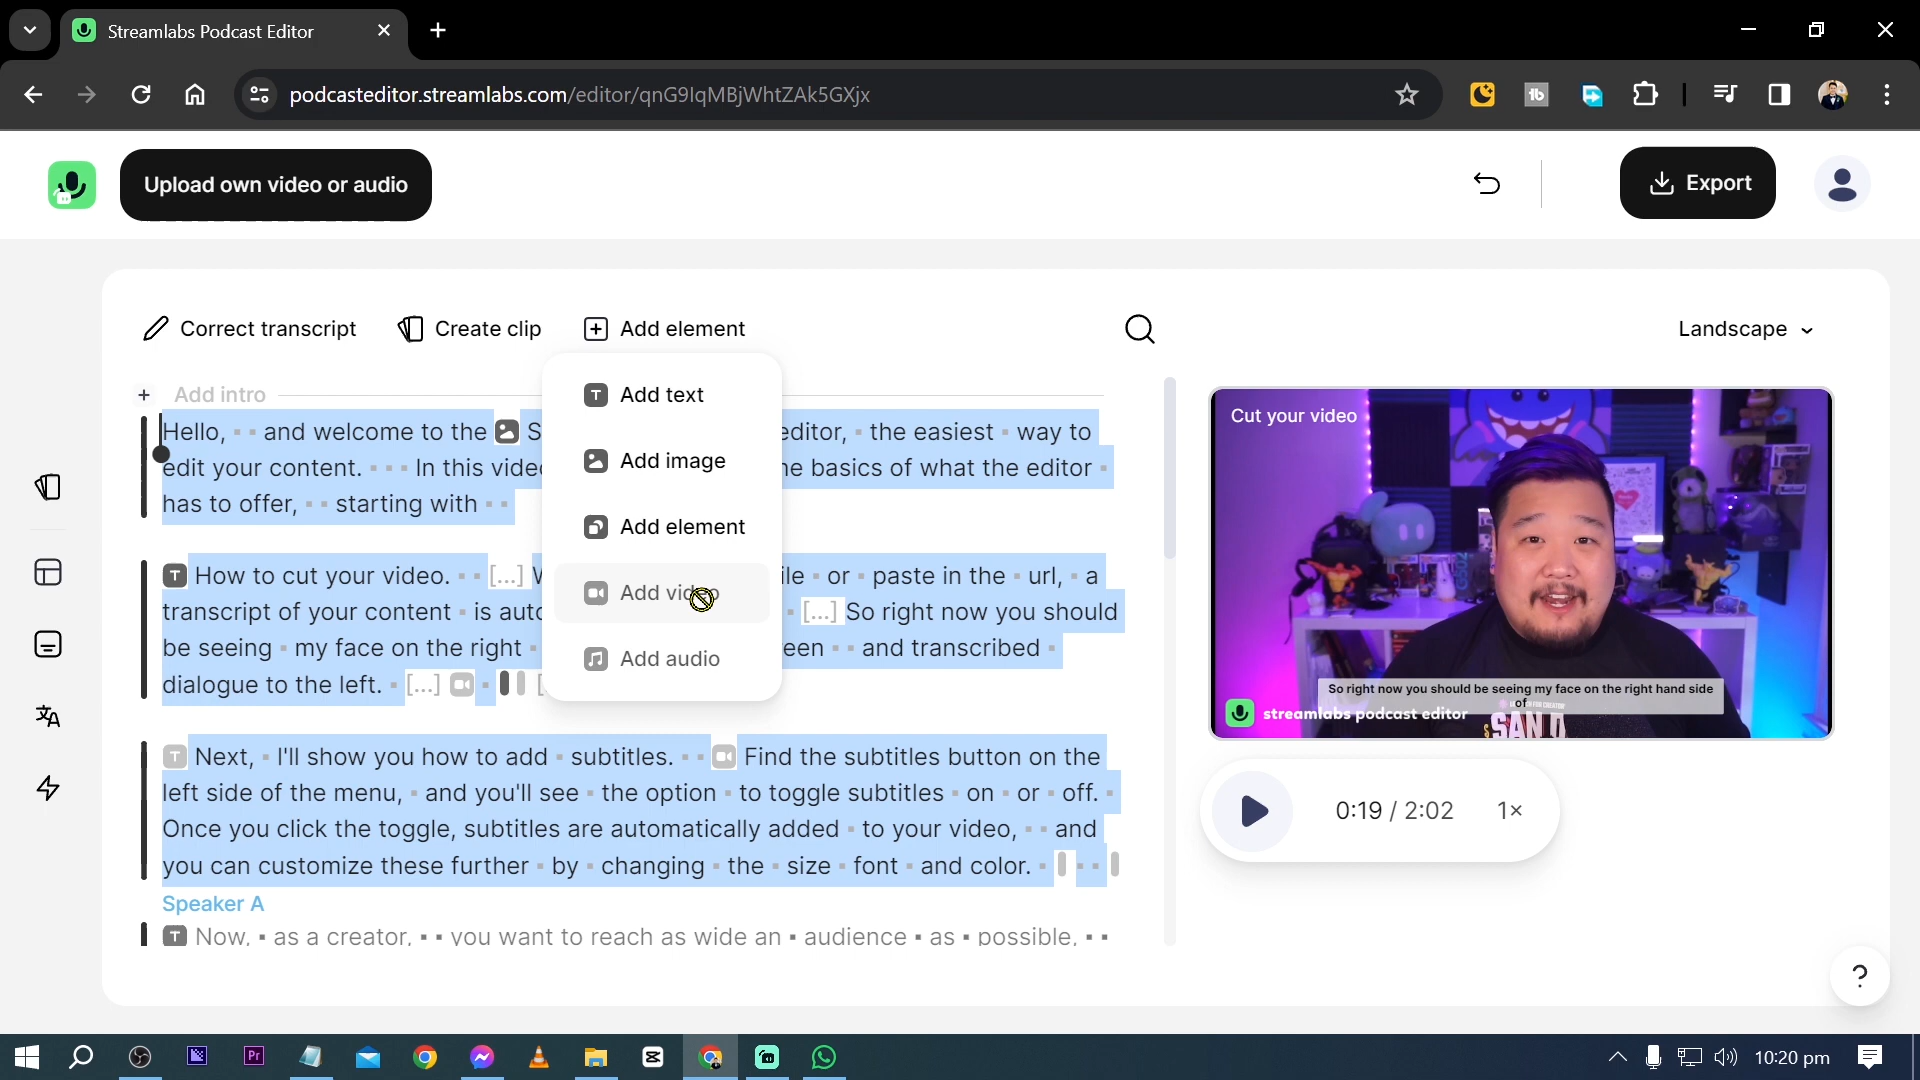 Streamlabs Podcast Editor
podcasteditor.streamlabs.com/editor/qnG9IqMBjWhtZAk5GXjx
Upload own video or audio
Export
Correct transcript
Create clip
Add element
Landscape
Add intro
Add text
Add image
Add element
Add video
Add audio
Hello, and welcome to the S editor, the easiest way to
edit your content. In this video he basics of what the editor
has to offer, starting with
T How to cut your video. [...] ile or paste in the url, a
transcript of your content is auto [...] So right now you should
be seeing my face on the right een and transcribed
dialogue to the left. [...]
T Next, I'll show you how to add subtitles. Find the subtitles button on the
left side of the menu, and you'll see the option to toggle subtitles on or off.
Once you click the toggle, subtitles are automatically added to your video, and
you can customize these further by changing the size font and color.
Speaker A
T Now, as a creator, you want to reach as wide an audience as possible,
Cut your video
So right now you should be seeing my face on the right hand side
of
streamlabs podcast editor
SAN D
0:19 / 2:02
1×
?
Pr
10:20 pm